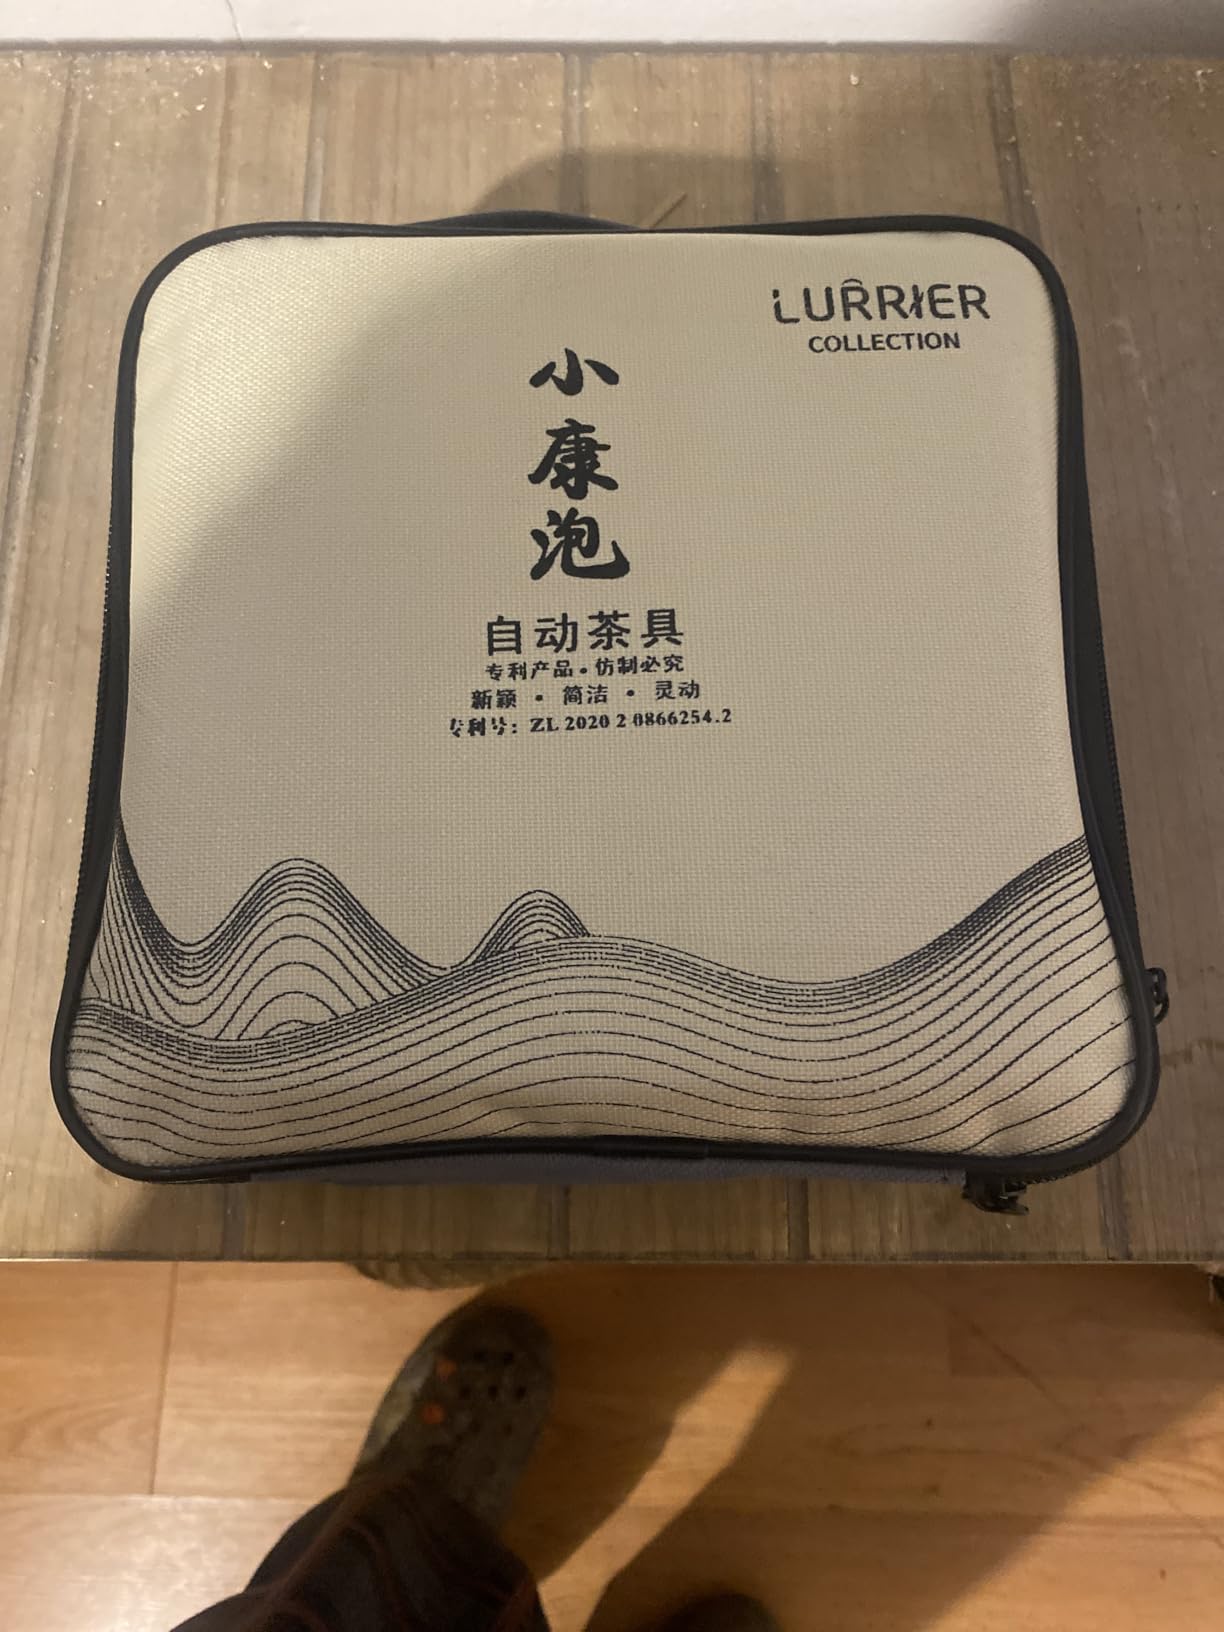 LURRIER
COLLECTION
小
康
泡
自动茶具
专利产品·仿制必究
新颖 · 简洁 · 灵动
专利号：ZL 2020 2 0866254.2